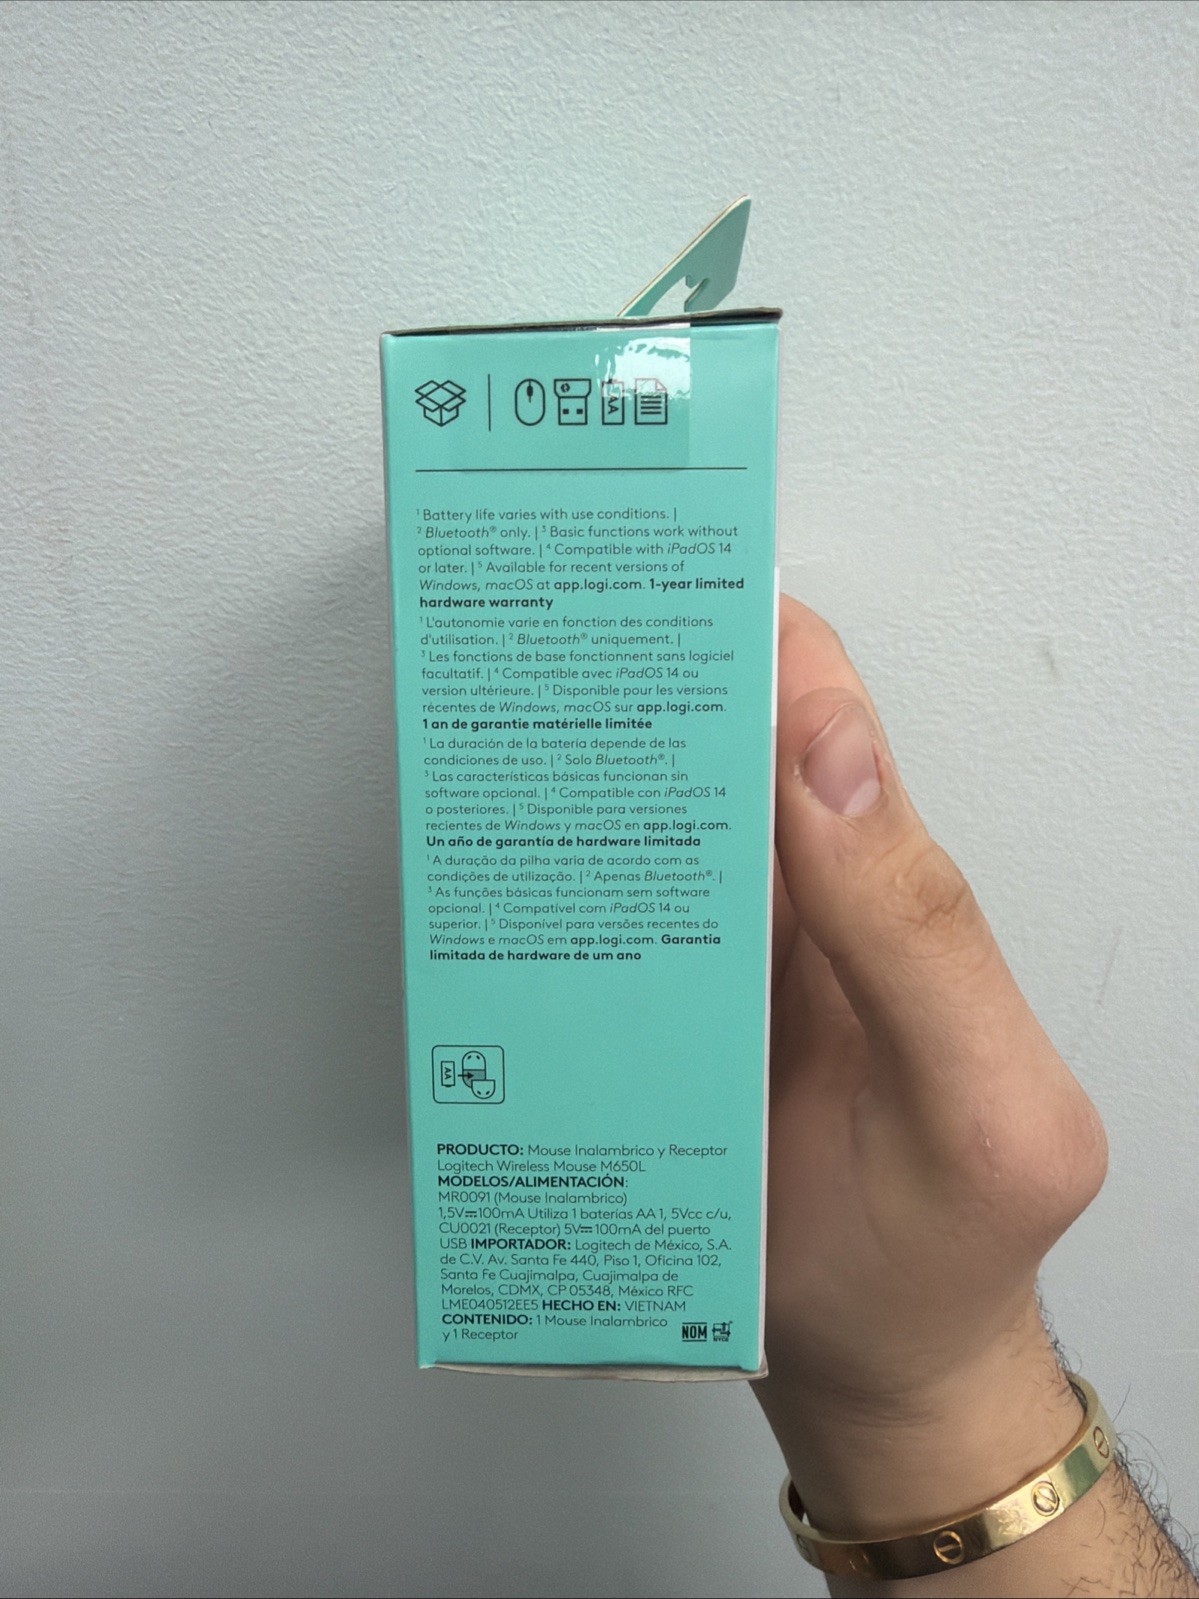 AA
¹ Battery life varies with use conditions. |
² Bluetooth® only. | ³ Basic functions work without
optional software. | ⁴ Compatible with iPadOS 14
or later. | ⁵ Available for recent versions of
Windows, macOS at app.logi.com. 1-year limited
hardware warranty
¹ L'autonomie varie en fonction des conditions
d'utilisation. | ² Bluetooth® uniquement. |
³ Les fonctions de base fonctionnent sans logiciel
facultatif. | ⁴ Compatible avec iPadOS 14 ou
version ultérieure. | ⁵ Disponible pour les versions
récentes de Windows, macOS sur app.logi.com.
1 an de garantie matérielle limitée
¹ La duración de la batería depende de las
condiciones de uso. | ² Solo Bluetooth®. |
³ Las características básicas funcionan sin
software opcional. | ⁴ Compatible con iPadOS 14
o posteriores. | ⁵ Disponible para versiones
recientes de Windows y macOS en app.logi.com.
Un año de garantía de hardware limitada
¹ A duração da pilha varia de acordo com as
condições de utilização. | ² Apenas Bluetooth®. |
³ As funções básicas funcionam sem software
opcional. | ⁴ Compatível com iPadOS 14 ou
superior. | ⁵ Disponível para versões recentes do
Windows e macOS em app.logi.com. Garantia
limitada de hardware de um ano
AA
PRODUCTO: Mouse Inalambrico y Receptor
Logitech Wireless Mouse M650L
MODELOS/ALIMENTACIÓN:
MR0091 (Mouse Inalambrico)
1,5V⎓100mA Utiliza 1 baterías AA 1, 5Vcc c/u,
CU0021 (Receptor) 5V⎓100mA del puerto
USB IMPORTADOR: Logitech de México, S.A.
de C.V. Av. Santa Fe 440, Piso 1, Oficina 102,
Santa Fe Cuajimalpa, Cuajimalpa de
Morelos, CDMX, CP 05348, México RFC
LME040512EE5 HECHO EN: VIETNAM
CONTENIDO: 1 Mouse Inalambrico
y 1 Receptor
NOM NYCE